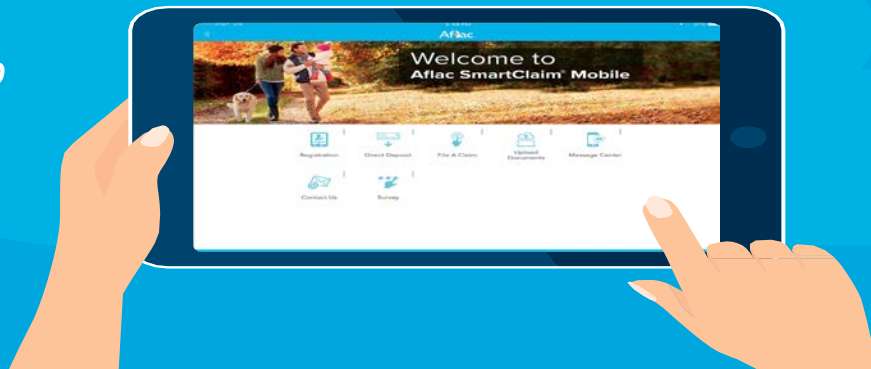 Aflac
Welcome to
Aflac SmartClaim® Mobile
Registration
Direct Deposit
File A Claim
Upload
Documents
Message Center
Contact Us
Survey